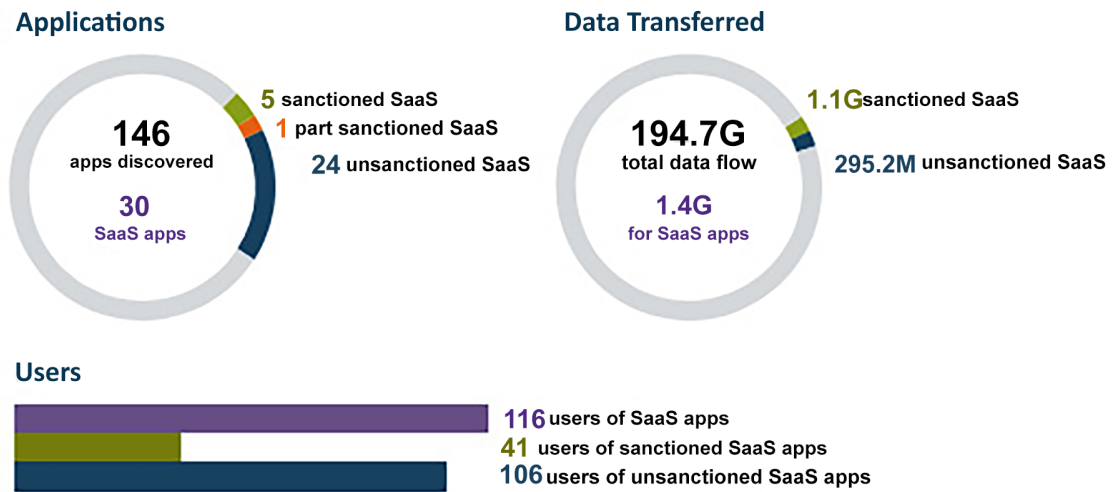 Applications
146
apps discovered
30
SaaS apps
5 sanctioned SaaS
1 part sanctioned SaaS
24 unsanctioned SaaS
Data Transferred
194.7G
total data flow
1.4G
for SaaS apps
1.1Gsanctioned SaaS
295.2M unsanctioned SaaS
Users
116 users of SaaS apps
41 users of sanctioned SaaS apps
106 users of unsanctioned SaaS apps